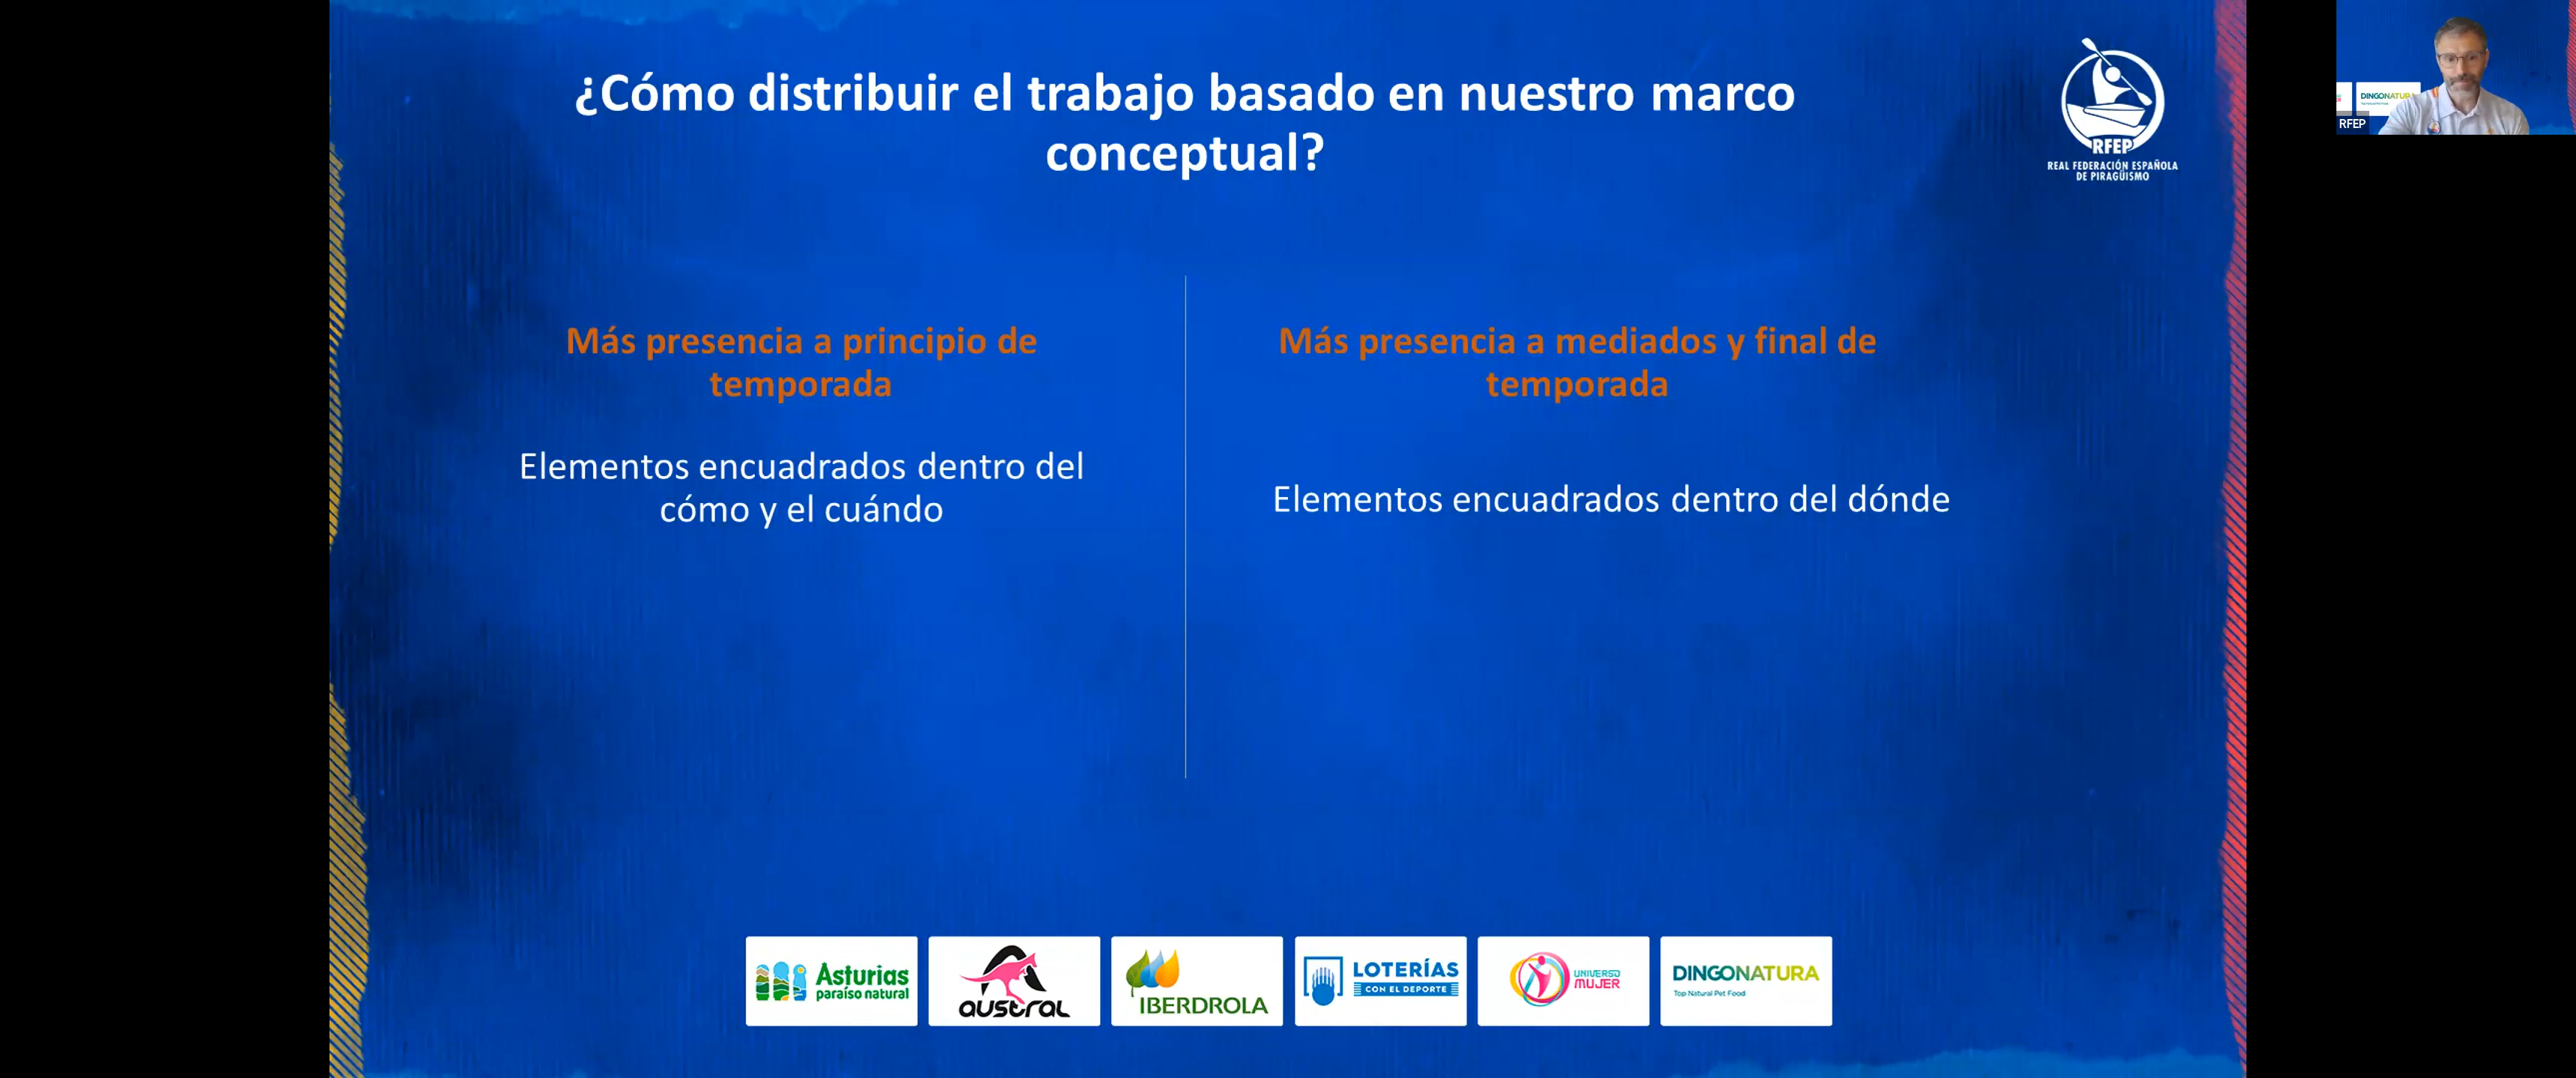 ¿Cómo distribuir el trabajo basado en nuestro marco
conceptual?
RFEP
REAL FEDERACIÓN ESPAÑOLA
DE PIRAGÜISMO
Más presencia a principio de
temporada
Elementos encuadrados dentro del
cómo y el cuándo
Más presencia a mediados y final de
temporada
Elementos encuadrados dentro del dónde
Asturias
paraíso natural
austral
IBERDROLA
LOTERÍAS
CON EL DEPORTE
UNIVERSO
MUJER
DINGONATURA
Top Natural Pet Food
DINGONATUR
RFEP